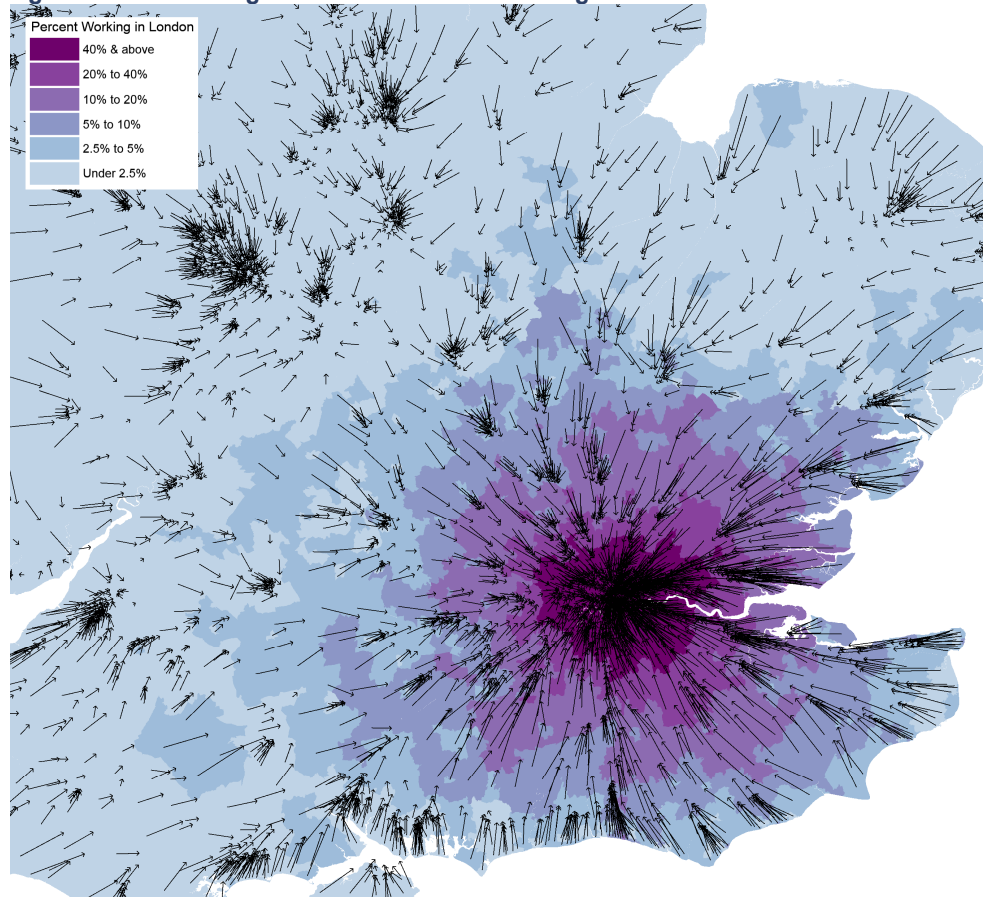 Percent Working in London
40% & above
20% to 40%
10% to 20%
5% to 10%
2.5% to 5%
Under 2.5%